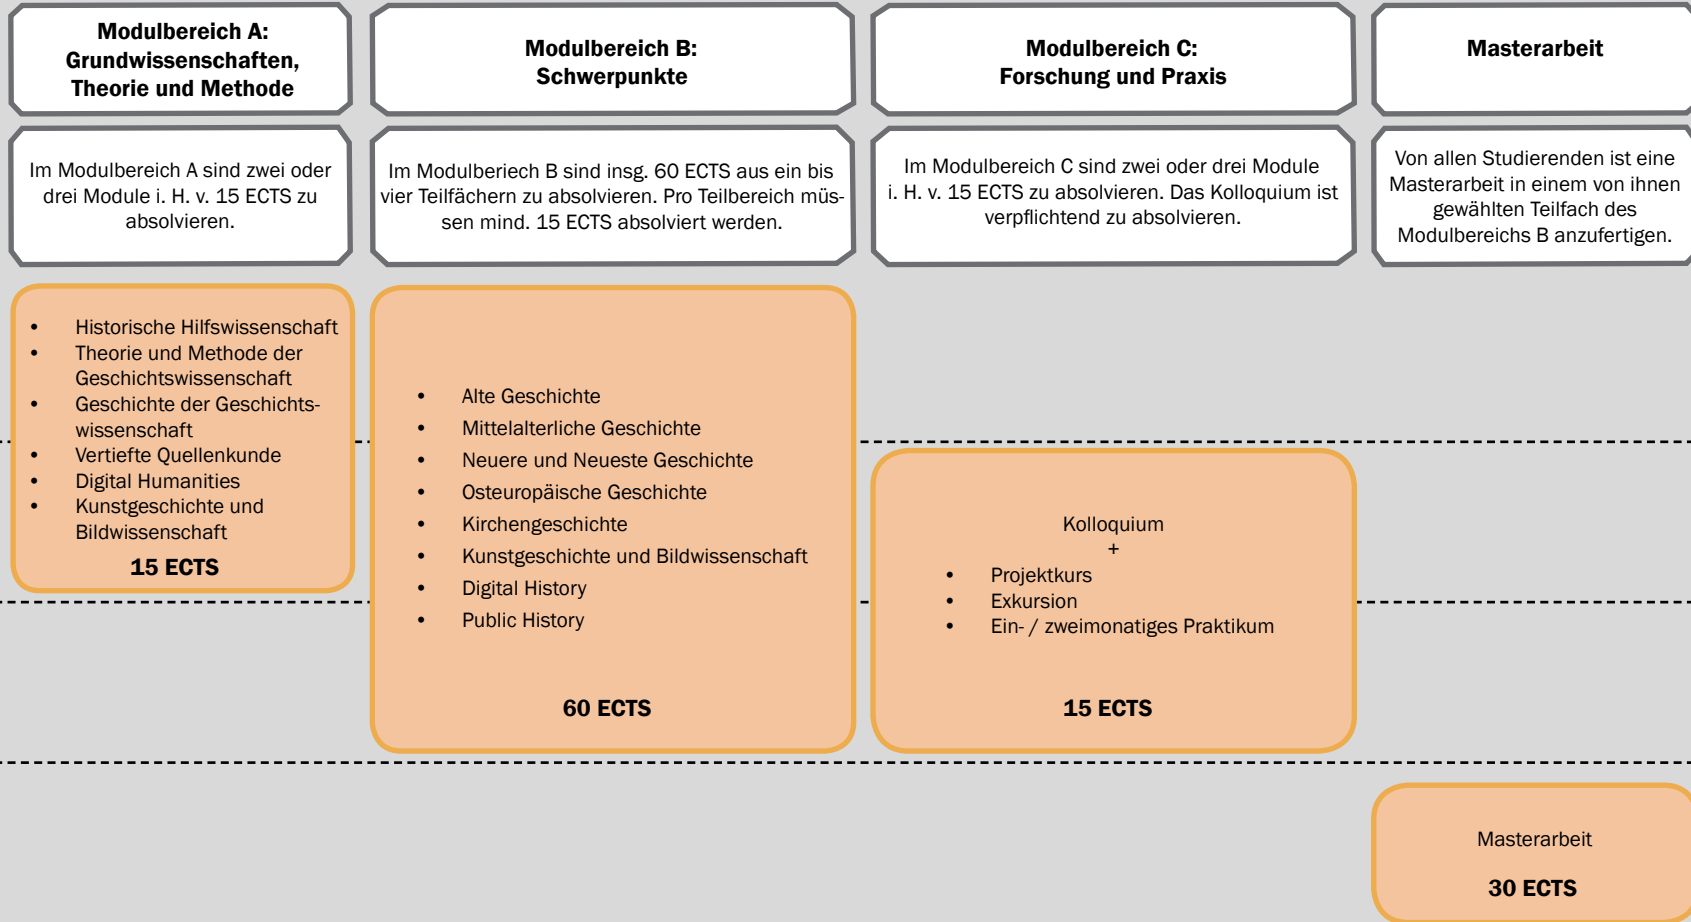 Modulbereich A:
Grundwissenschaften,
Theorie und Methode
Modulbereich B:
Schwerpunkte
Modulbereich C:
Forschung und Praxis
Masterarbeit
Im Modulbereich A sind zwei oder
drei Module i. H. v. 15 ECTS zu
absolvieren.
Im Modulberiech B sind insg. 60 ECTS aus ein bis
vier Teilfächern zu absolvieren. Pro Teilbereich müs-
sen mind. 15 ECTS absolviert werden.
Im Modulbereich C sind zwei oder drei Module
i. H. v. 15 ECTS zu absolvieren. Das Kolloquium ist
verpflichtend zu absolvieren.
Von allen Studierenden ist eine
Masterarbeit in einem von ihnen
gewählten Teilfach des
Modulbereichs B anzufertigen.
• Historische Hilfswissenschaft
• Theorie und Methode der
Geschichtswissenschaft
• Geschichte der Geschichts-
wissenschaft
• Vertiefte Quellenkunde
• Digital Humanities
• Kunstgeschichte und
Bildwissenschaft
15 ECTS
• Alte Geschichte
• Mittelalterliche Geschichte
• Neuere und Neueste Geschichte
• Osteuropäische Geschichte
• Kirchengeschichte
• Kunstgeschichte und Bildwissenschaft
• Digital History
• Public History
60 ECTS
Kolloquium
+
• Projektkurs
• Exkursion
• Ein- / zweimonatiges Praktikum
15 ECTS
Masterarbeit
30 ECTS